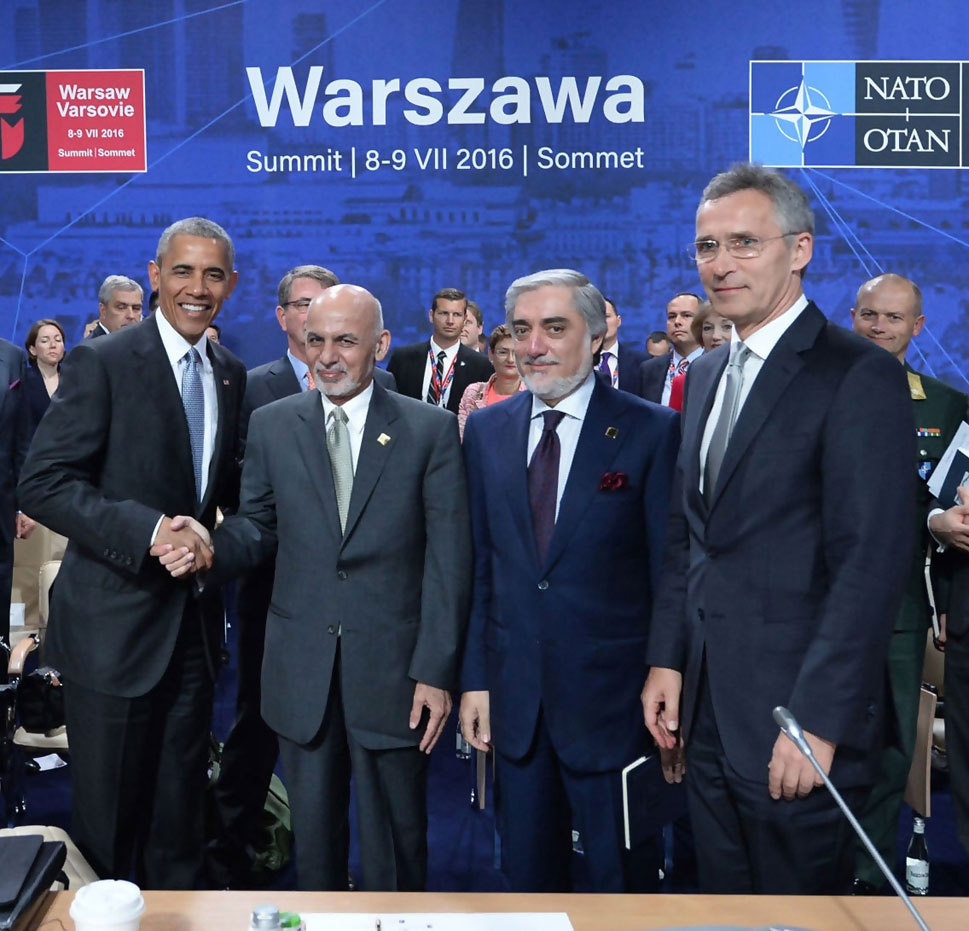 Warsaw
Varsovie
8-9 VII 2016
Summit | Sommet
Warszawa
Summit | 8-9 VII 2016 | Sommet
NATO
OTAN